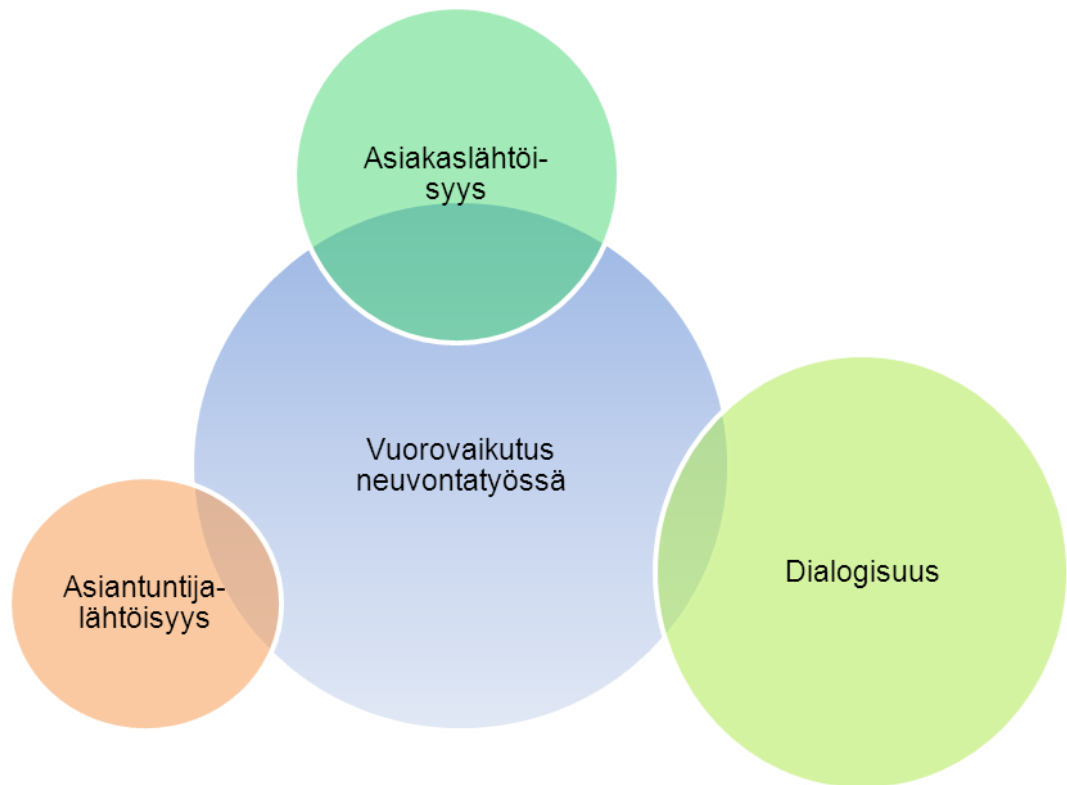 Asiakaslähtöi-
syys
Vuorovaikutus
neuvontatyössä
Asiantuntija-
lähtöisyys
Dialogisuus